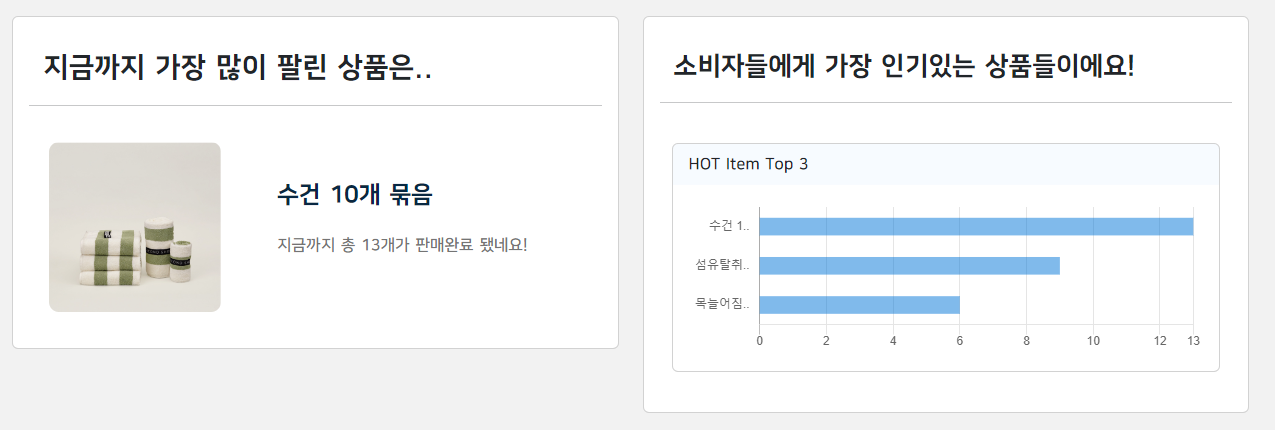 지금까지 가장 많이 팔린 상품은..
수건 10개 묶음
지금까지 총 13개가 판매완료 됐네요!
소비자들에게 가장 인기있는 상품들이에요!
HOT Item Top 3
수건 1..
섬유탈취..
목늘어짐..
0 2 4 6 8 10 12 13